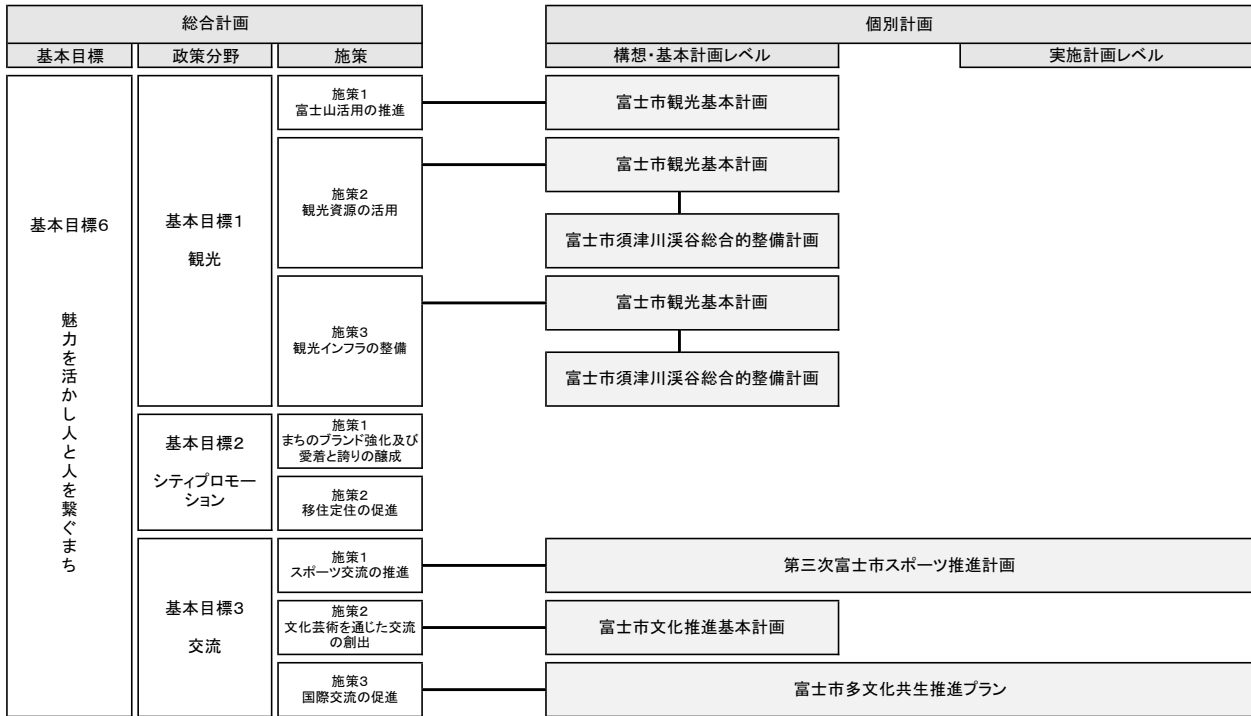 総合計画
個別計画
基本目標
政策分野
施策
構想・基本計画レベル
実施計画レベル
基本目標6
魅力を活かし人と人を繋ぐまち
基本目標1
観光
施策1
富士山活用の推進
富士市観光基本計画
施策2
観光資源の活用
富士市観光基本計画
富士市須津川渓谷総合的整備計画
施策3
観光インフラの整備
富士市観光基本計画
富士市須津川渓谷総合的整備計画
基本目標2
シティプロモー
ション
施策1
まちのブランド強化及び
愛着と誇りの醸成
施策2
移住定住の促進
基本目標3
交流
施策1
スポーツ交流の推進
第三次富士市スポーツ推進計画
施策2
文化芸術を通じた交流
の創出
富士市文化推進基本計画
施策3
国際交流の促進
富士市多文化共生推進プラン